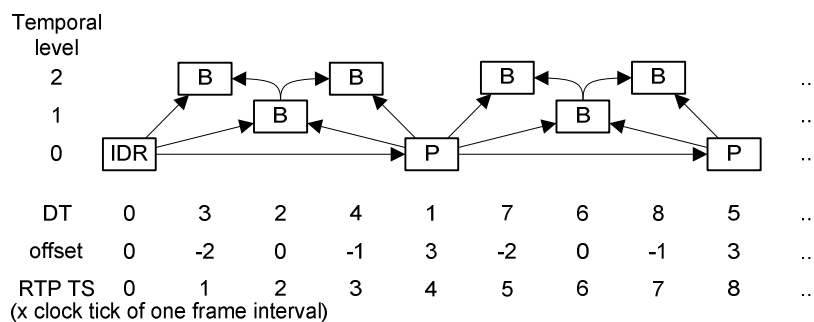 Temporal
level
2 B B B B ..
1 B B ..
0 IDR P P ..
DT 0 3 2 4 1 7 6 8 5 ..
offset 0 -2 0 -1 3 -2 0 -1 3 ..
RTP TS 0 1 2 3 4 5 6 7 8 ..
(x clock tick of one frame interval)